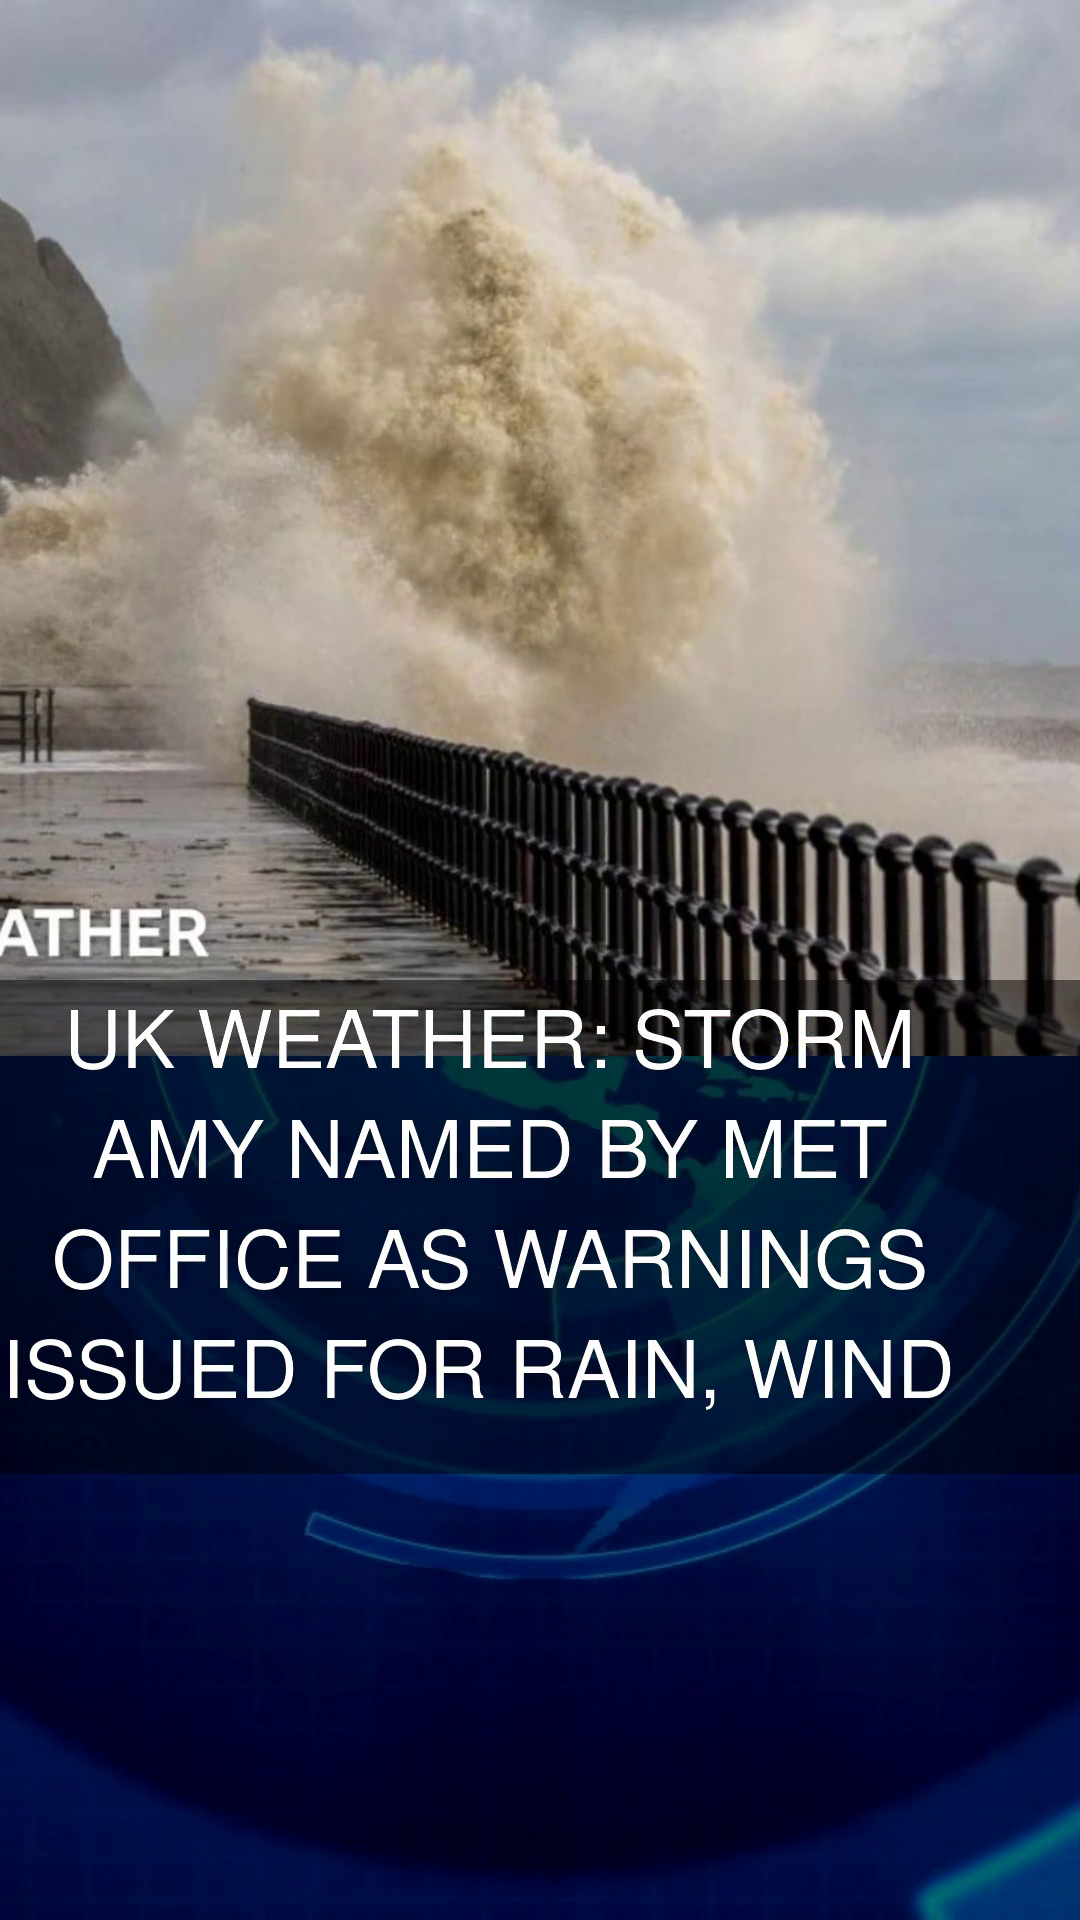 ATHER
UK WEATHER: STORM
AMY NAMED BY MET
OFFICE AS WARNINGS
ISSUED FOR RAIN, WIND